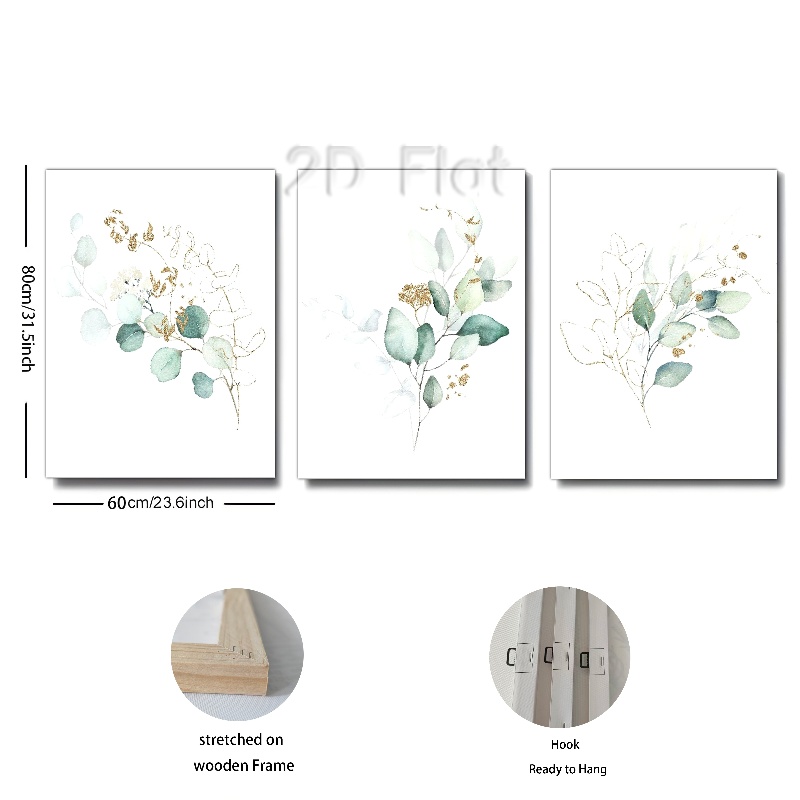 2D Flat
80cm/31.5inch
60cm/23.6inch
stretched on
wooden Frame
Hook
Ready to Hang